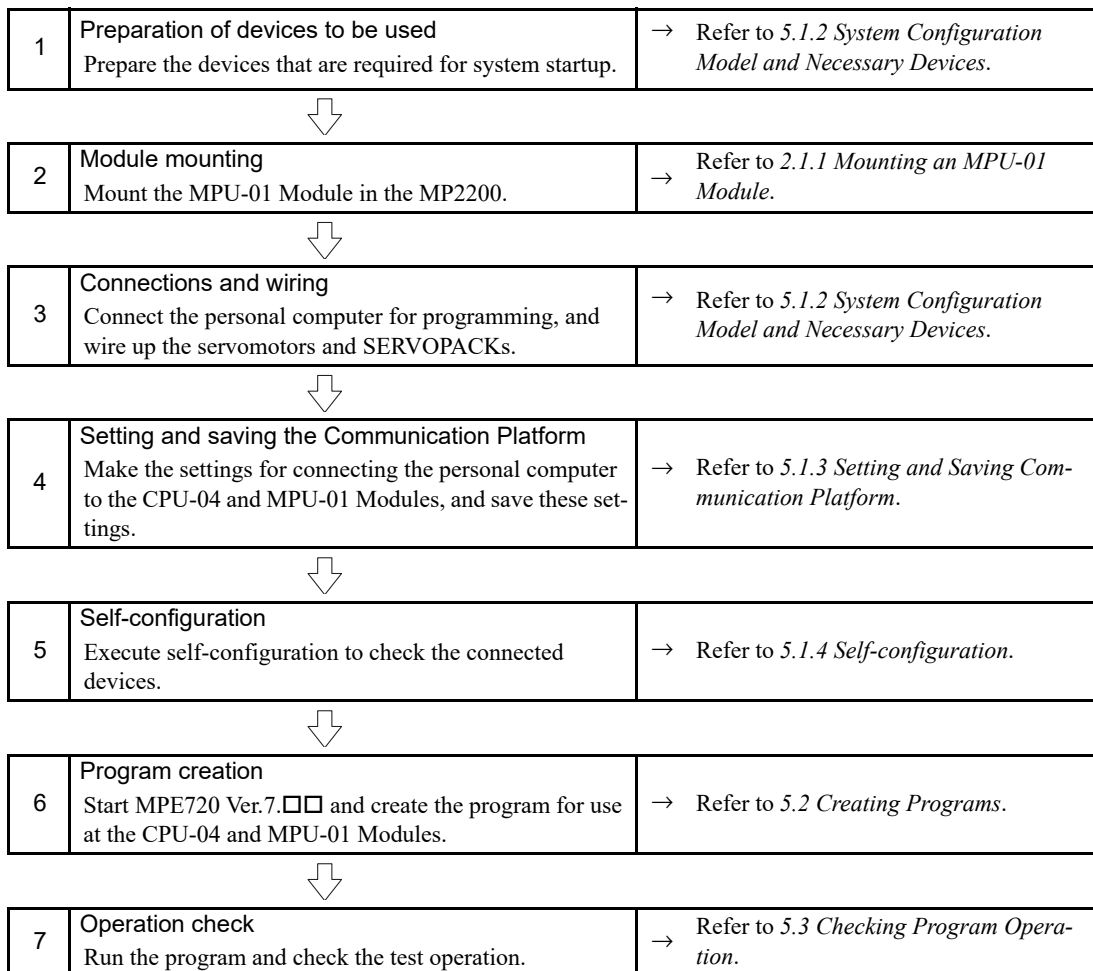 1
Preparation of devices to be used
Prepare the devices that are required for system startup.
→ Refer to 5.1.2 System Configuration
Model and Necessary Devices.
2
Module mounting
Mount the MPU-01 Module in the MP2200.
→ Refer to 2.1.1 Mounting an MPU-01
Module.
3
Connections and wiring
Connect the personal computer for programming, and
wire up the servomotors and SERVOPACKs.
→ Refer to 5.1.2 System Configuration
Model and Necessary Devices.
4
Setting and saving the Communication Platform
Make the settings for connecting the personal computer
to the CPU-04 and MPU-01 Modules, and save these set-
tings.
→ Refer to 5.1.3 Setting and Saving Com-
munication Platform.
5
Self-configuration
Execute self-configuration to check the connected
devices.
→ Refer to 5.1.4 Self-configuration.
6
Program creation
Start MPE720 Ver.7.□□ and create the program for use
at the CPU-04 and MPU-01 Modules.
→ Refer to 5.2 Creating Programs.
7
Operation check
Run the program and check the test operation.
→ Refer to 5.3 Checking Program Opera-
tion.